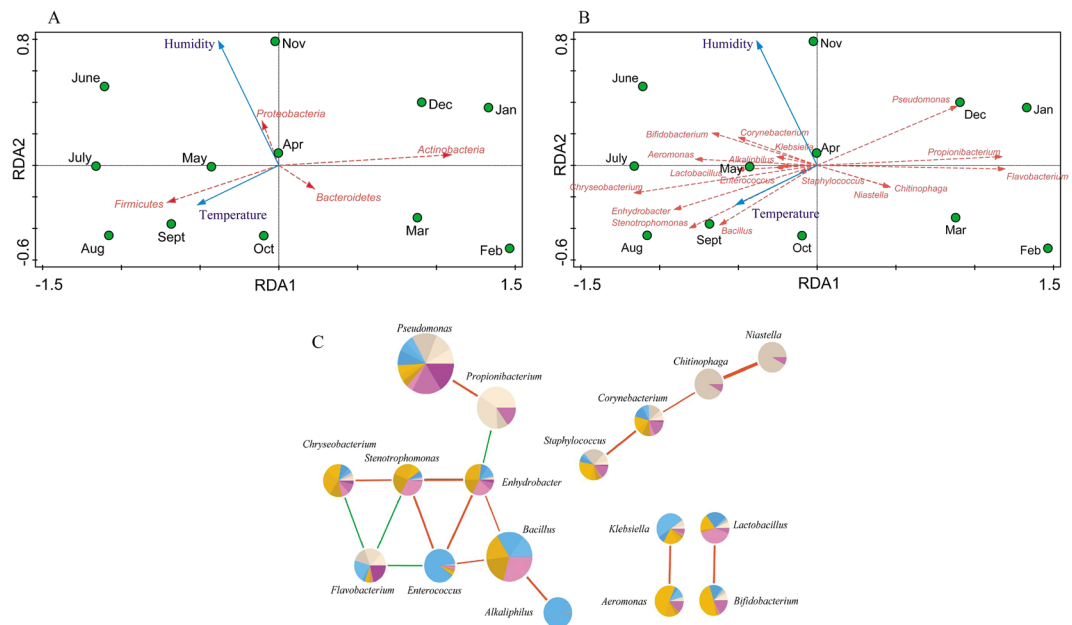 A
0.8
RDA2
-0.6
Humidity
Nov
June
Dec
Jan
Proteobacteria
Apr
Actinobacteria
July
May
Bacteroidetes
Firmicutes
Temperature
Mar
Sept
Aug
Oct
Feb
-1.5
RDA1
1.5
B
0.8
RDA2
-0.6
Humidity
Nov
June
Pseudomonas
Dec
Jan
Bifidobacterium
Corynebacterium
Klebsiella
Apr
Propionibacterium
July
Aeromonas
Alkaliphilus
May
Lactobacillus
Enterococcus
Staphylococcus
Flavobacterium
Chryseobacterium
Chitinophaga
Niastella
Enhydrobacter
Temperature
Stenotrophomonas
Bacillus
Mar
Aug
Sept
Oct
Feb
-1.5
RDA1
1.5
C
Pseudomonas
Niastella
Chitinophaga
Propionibacterium
Corynebacterium
Chryseobacterium
Stenotrophomonas
Staphylococcus
Enhydrobacter
Bacillus
Klebsiella
Lactobacillus
Flavobacterium
Enterococcus
Alkaliphilus
Aeromonas
Bifidobacterium